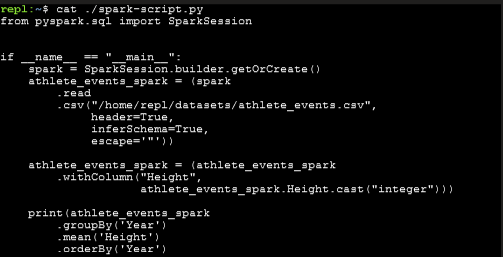 repl:~$ cat ./spark-script.py
from pyspark.sql import SparkSession
if __name__ == "__main__":
    spark = SparkSession.builder.getOrCreate()
    athlete_events_spark = (spark
        .read
        .csv("/home/repl/datasets/athlete_events.csv",
             header=True,
             inferSchema=True,
             escape='"'))
    athlete_events_spark = (athlete_events_spark
        .withColumn("Height",
                    athlete_events_spark.Height.cast("integer")))
    print(athlete_events_spark
        .groupBy('Year')
        .mean('Height')
        .orderBy('Year')